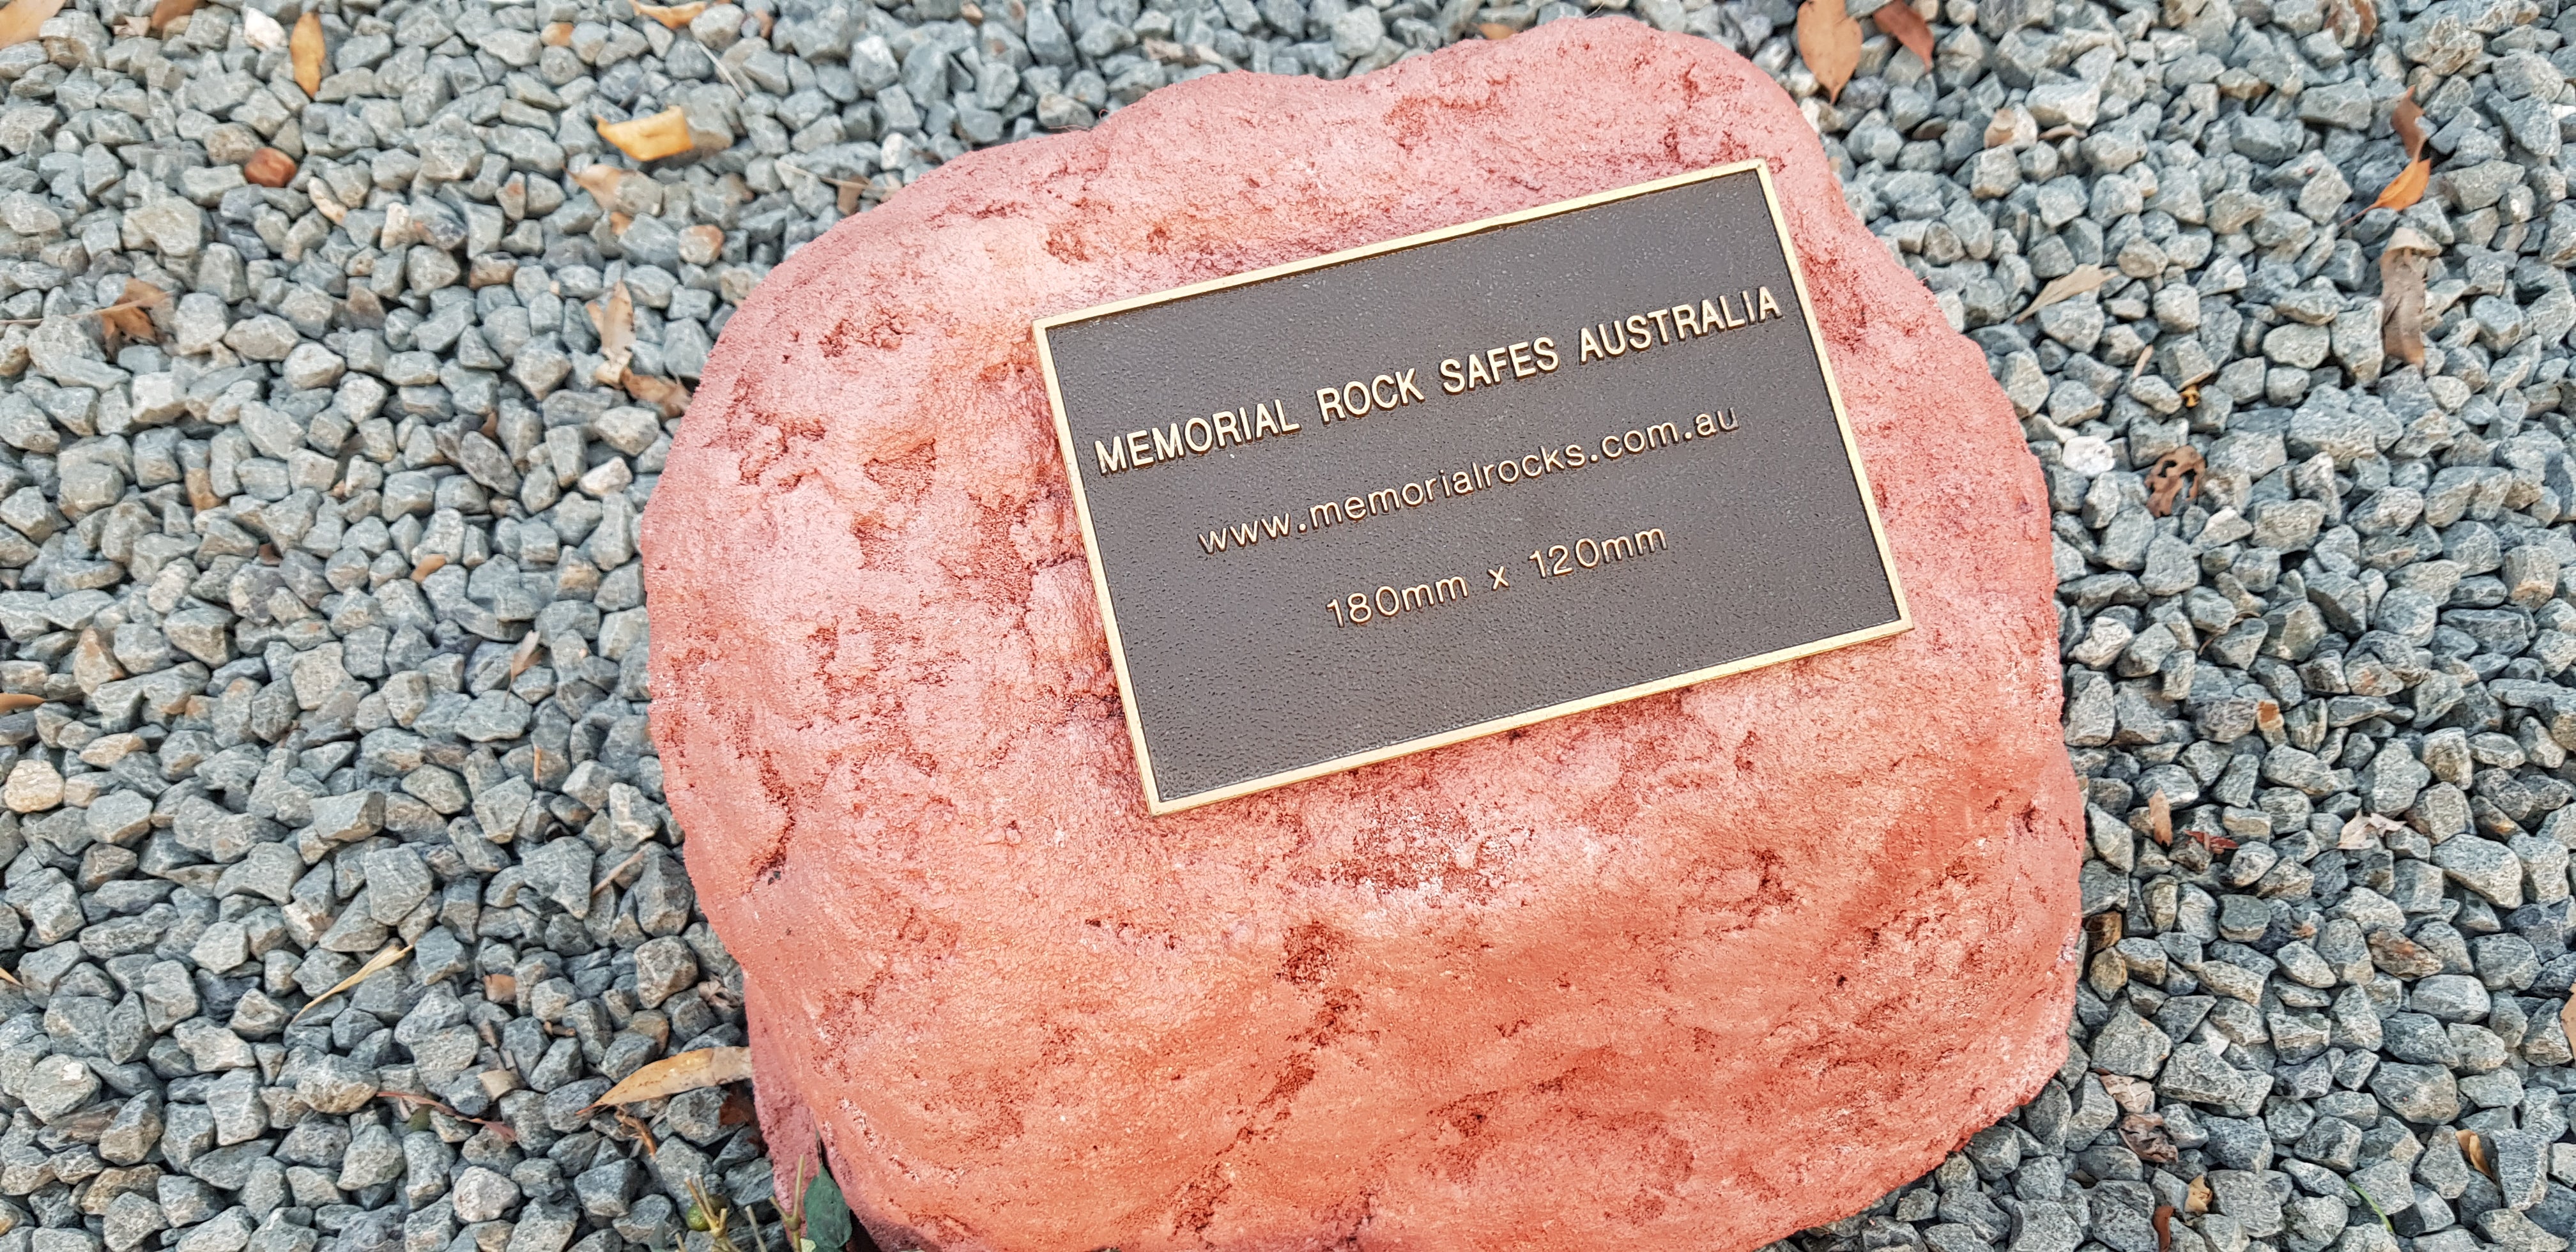 MEMORIAL ROCK SAFES AUSTRALIA
www.memorialrocks.com.au
180mm x 120mm